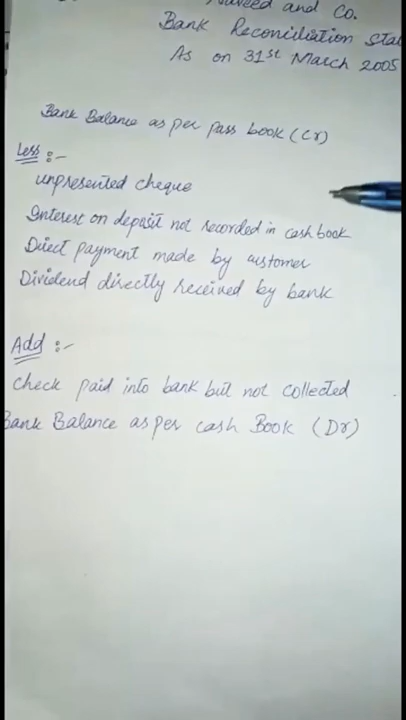 Naveed and Co.
Bank Reconciliation Sta
As on 31st March 2005
Bank Balance as per pass book (Cr)
Less :-
unpresented cheque
Interest on deposit not recorded in cash book
Direct payment made by customer
Dividend directly received by bank
Add :-
check paid into bank but not collected
Bank Balance as per cash Book (Dr)